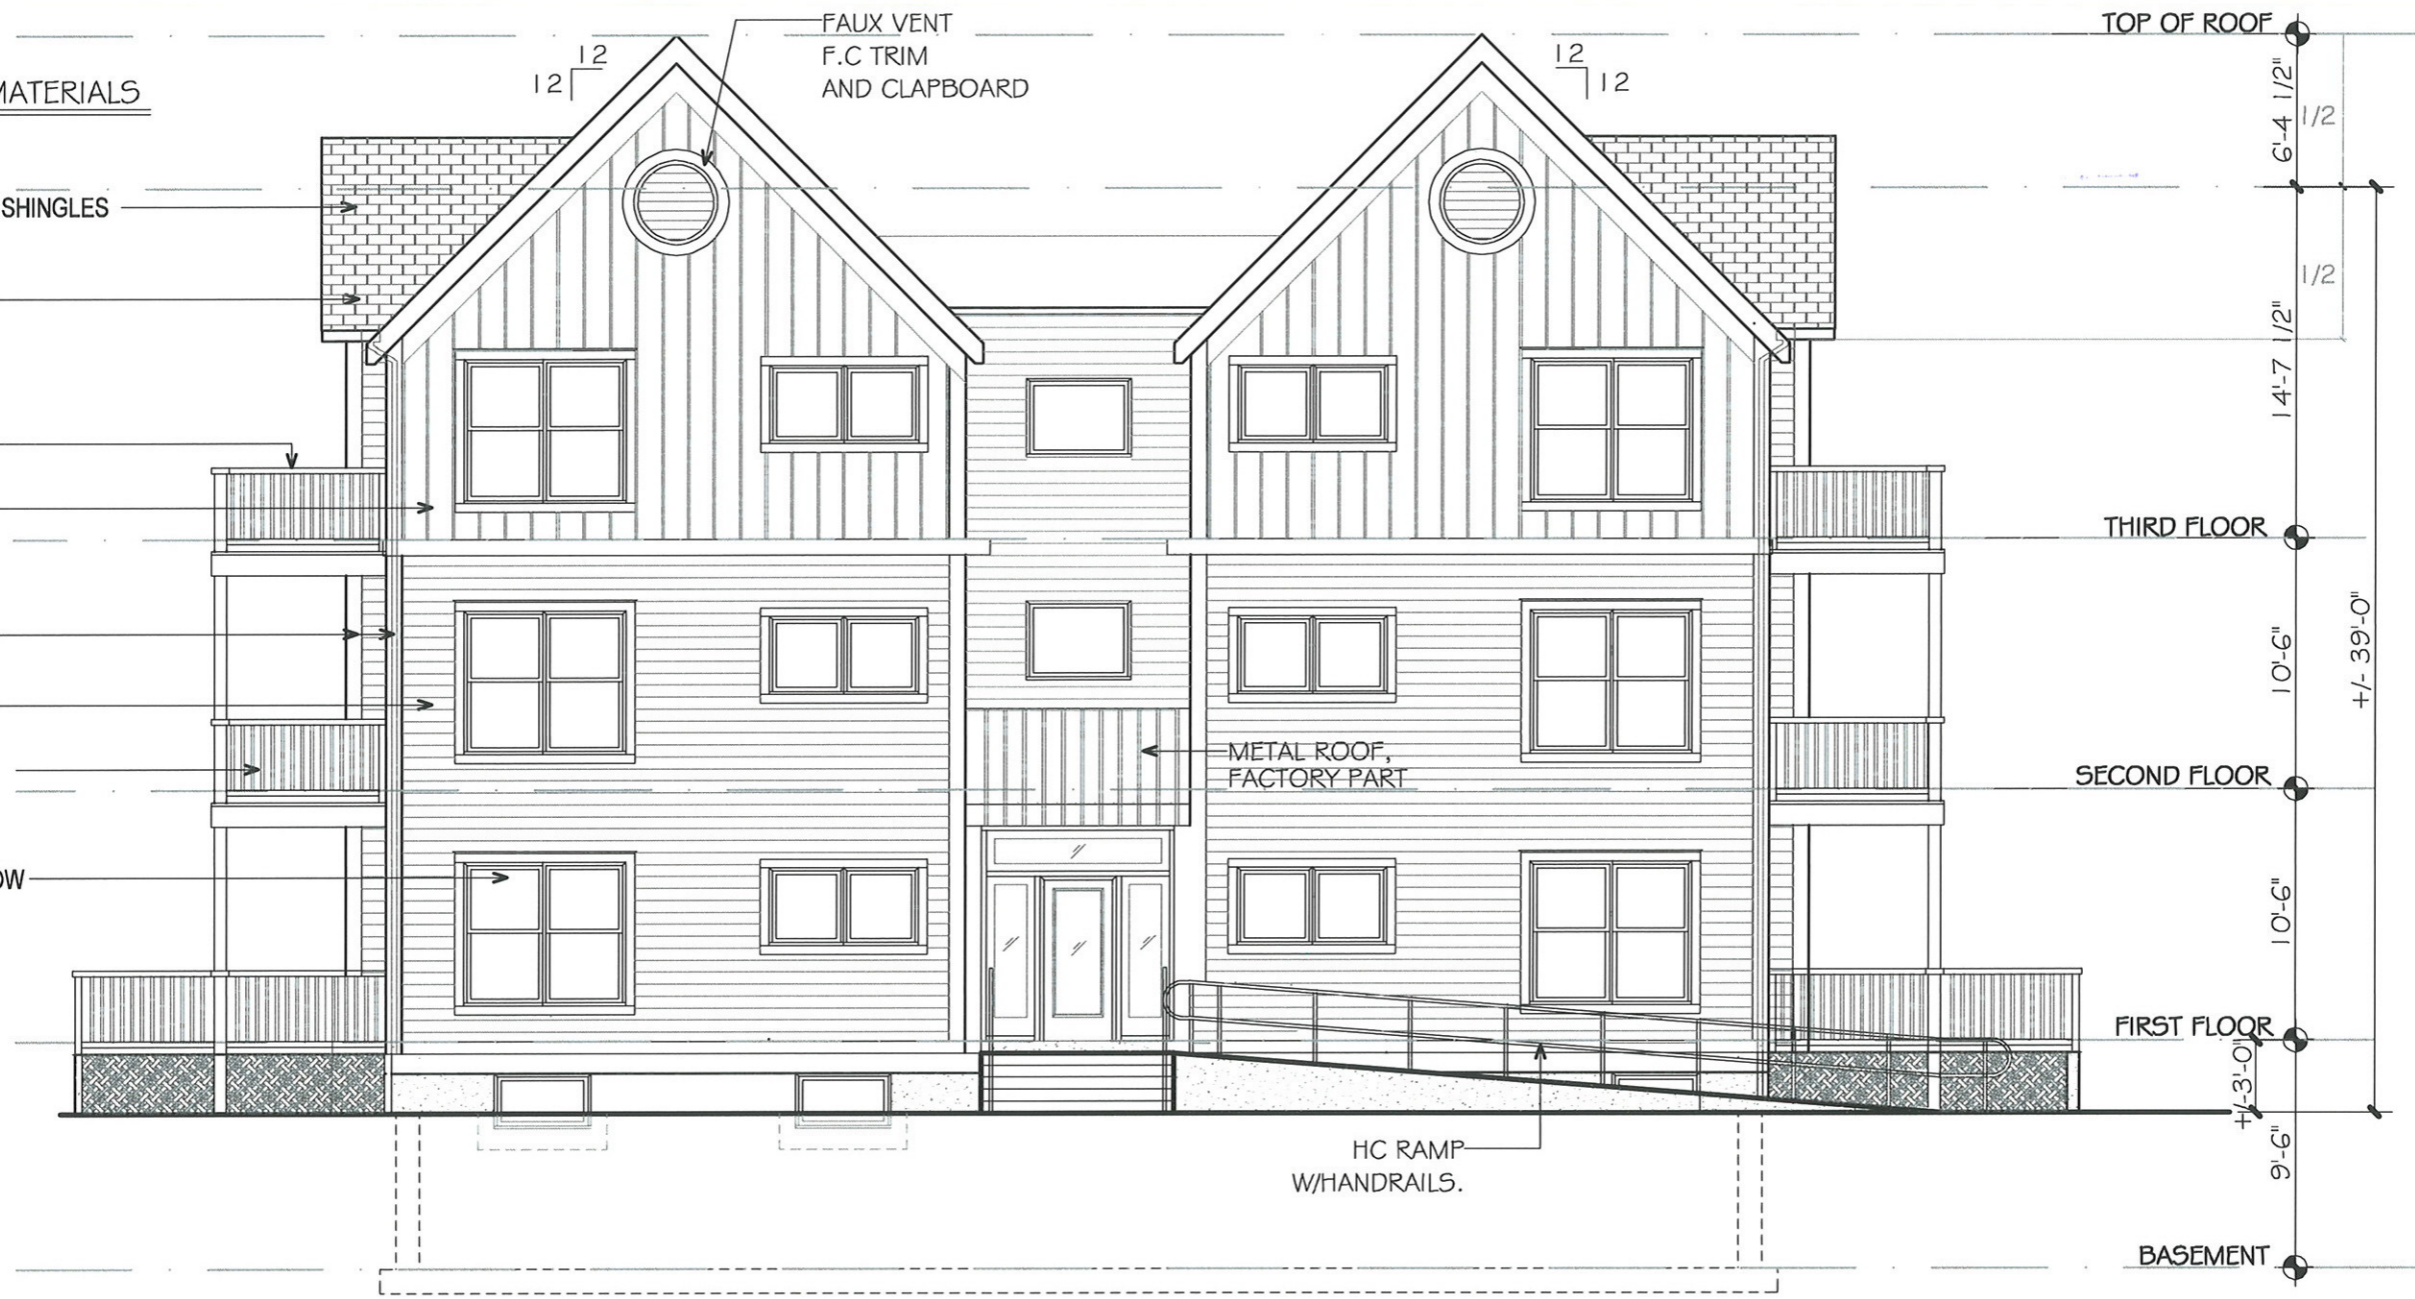 FAUX VENT
F.C TRIM
AND CLAPBOARD
12
12
12
12
TOP OF ROOF
MATERIALS
6'-4 1/2"
1/2
SHINGLES
1/2
14'-7 1/2"
THIRD FLOOR
10'-6"
+/- 39'-0"
METAL ROOF,
FACTORY PART
SECOND FLOOR
10'-6"
FIRST FLOOR
+/-3'-0"
HC RAMP
W/HANDRAILS.
9'-6"
BASEMENT